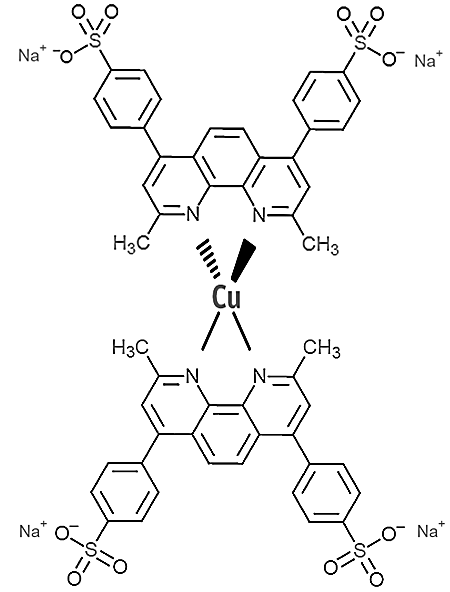 O O O O
S S
Na⁺ ⁻O O⁻ Na⁺
N N
H₃C CH₃
Cu
H₃C CH₃
N N
Na⁺ O⁻ O⁻ Na⁺
S S
O O O O